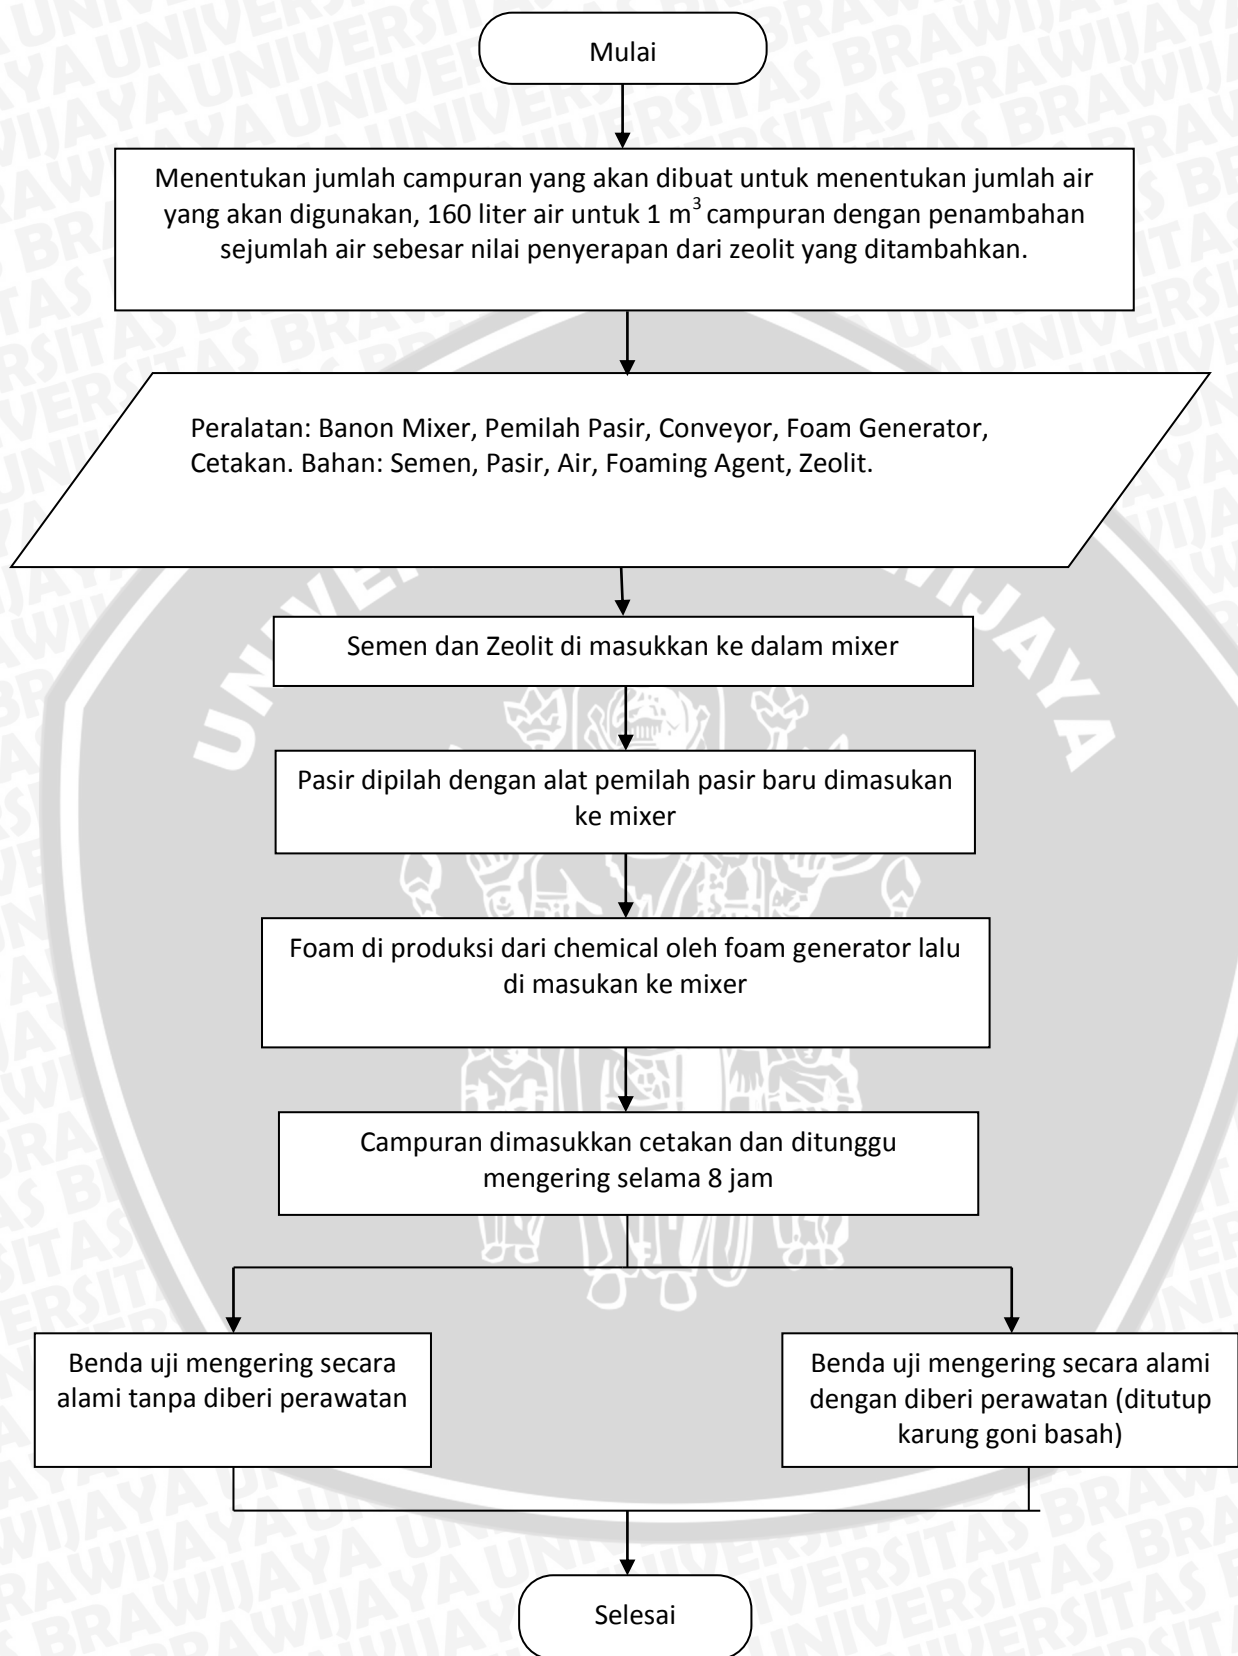 Mulai
Menentukan jumlah campuran yang akan dibuat untuk menentukan jumlah air
yang akan digunakan, 160 liter air untuk 1 m³ campuran dengan penambahan
sejumlah air sebesar nilai penyerapan dari zeolit yang ditambahkan.
Peralatan: Banon Mixer, Pemilah Pasir, Conveyor, Foam Generator,
Cetakan. Bahan: Semen, Pasir, Air, Foaming Agent, Zeolit.
Semen dan Zeolit di masukkan ke dalam mixer
Pasir dipilah dengan alat pemilah pasir baru dimasukan
ke mixer
Foam di produksi dari chemical oleh foam generator lalu
di masukan ke mixer
Campuran dimasukkan cetakan dan ditunggu
mengering selama 8 jam
Benda uji mengering secara
alami tanpa diberi perawatan
Benda uji mengering secara alami
dengan diberi perawatan (ditutup
karung goni basah)
Selesai